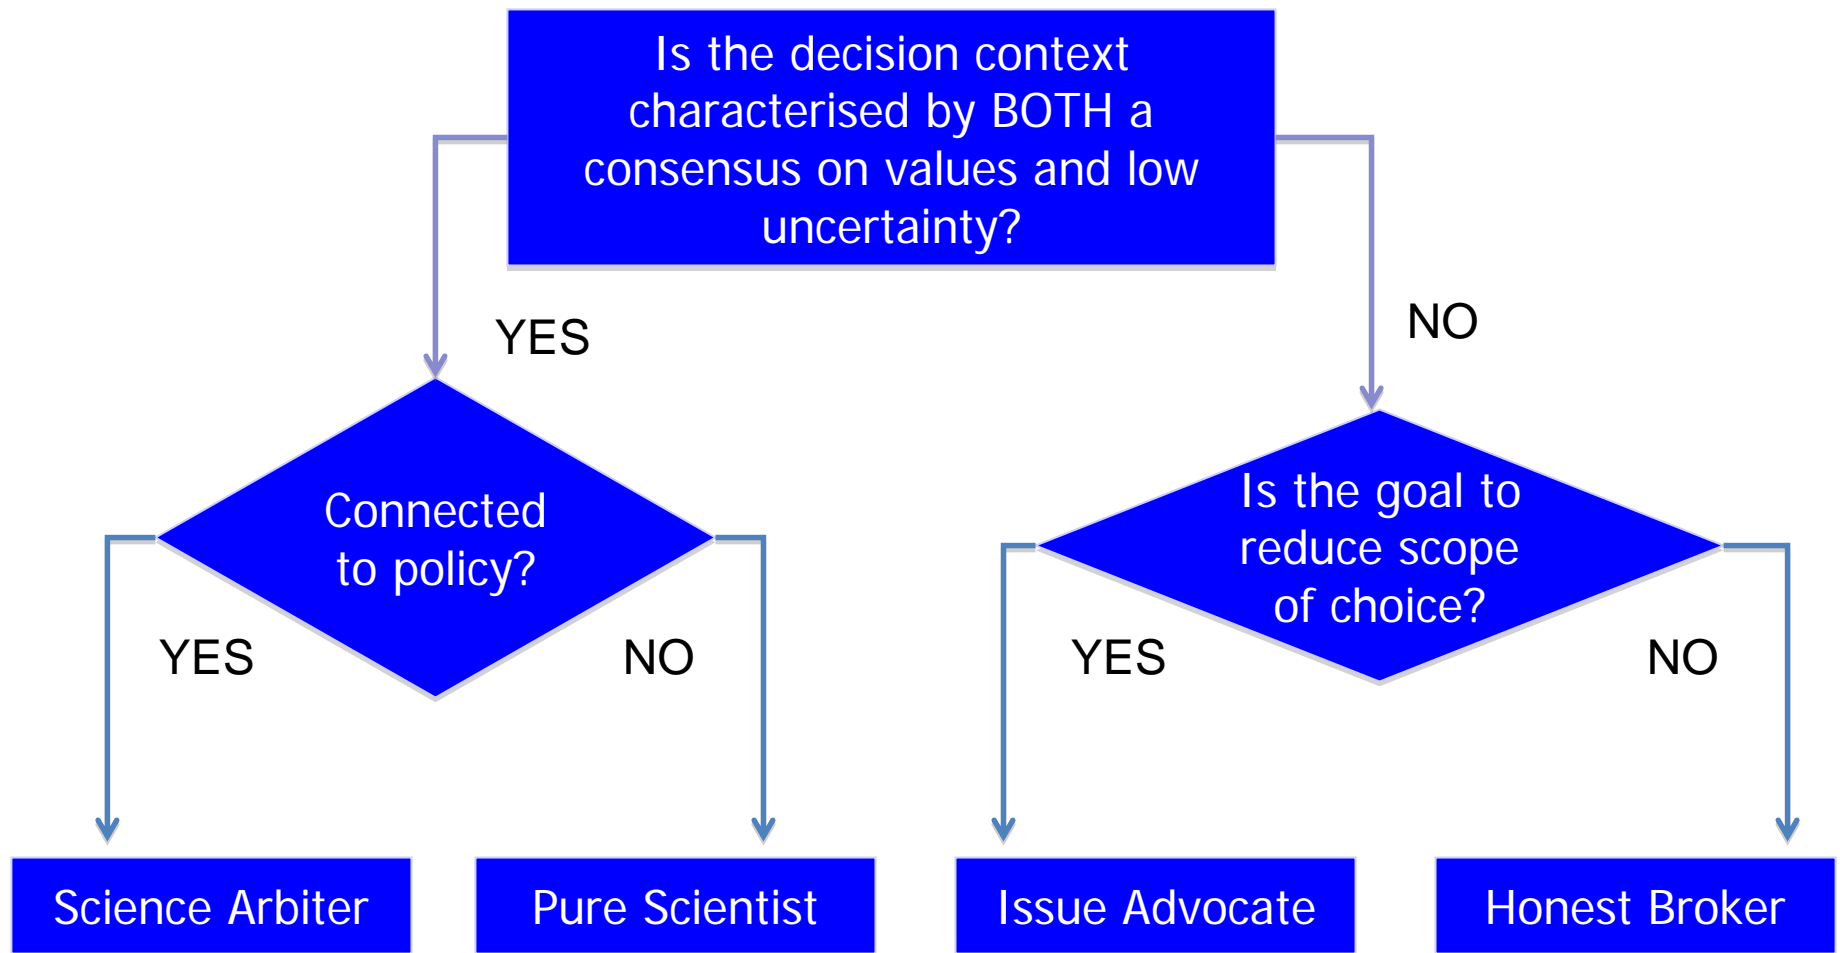 Is the decision context
characterised by BOTH a
consensus on values and low
uncertainty?
YES
NO
Connected
to policy?
Is the goal to
reduce scope
of choice?
YES
NO
YES
NO
Science Arbiter
Pure Scientist
Issue Advocate
Honest Broker